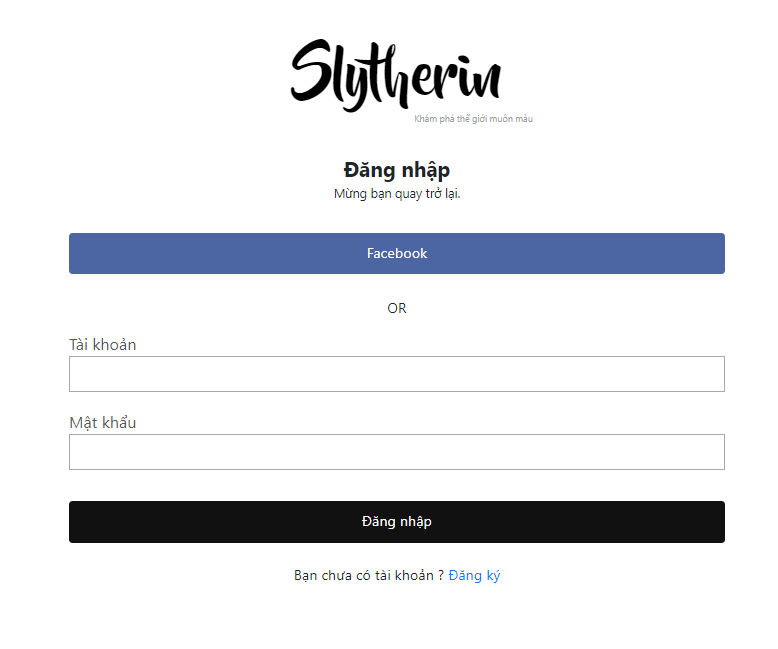 Slytherin
Khám phá thế giới muôn màu
Đăng nhập
Mừng bạn quay trở lại.
Facebook
OR
Tài khoản
Mật khẩu
Đăng nhập
Bạn chưa có tài khoản ? Đăng ký